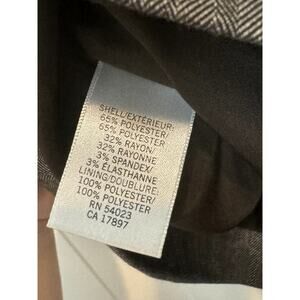 SHELL/EXTÉRIEUR:
65% POLYESTER/
65% POLYESTER
32% RAYON/
32% RAYONNE
3% SPANDEX/
3% ÉLASTHANNE
LINING/DOUBLURE:
100% POLYESTER/
100% POLYESTER
RN 54023
CA 17897